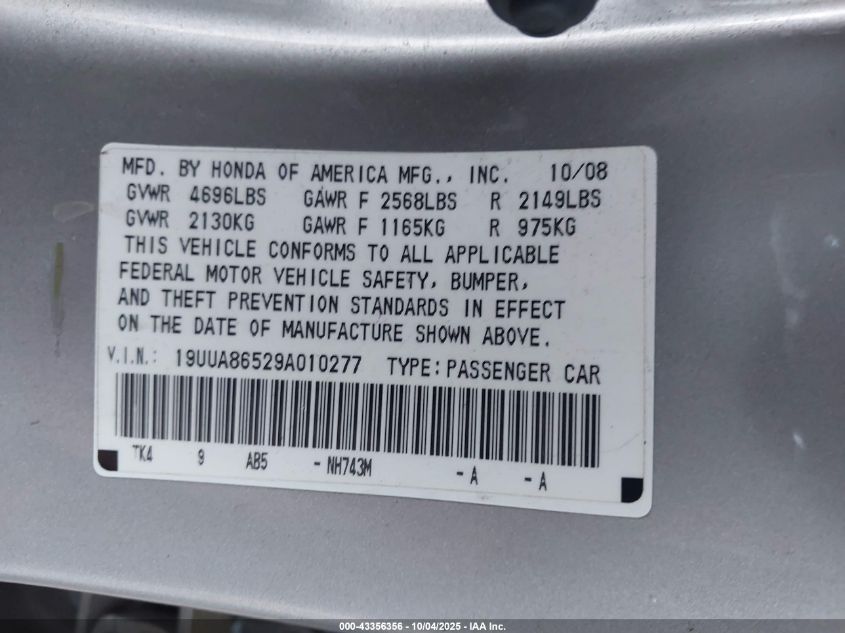 MFD. BY HONDA OF AMERICA MFG., INC. 10/08
GVWR 4696LBS GAWR F 2568LBS R 2149LBS
GVWR 2130KG GAWR F 1165KG R 975KG
THIS VEHICLE CONFORMS TO ALL APPLICABLE
FEDERAL MOTOR VEHICLE SAFETY, BUMPER,
AND THEFT PREVENTION STANDARDS IN EFFECT
ON THE DATE OF MANUFACTURE SHOWN ABOVE.
V.I.N.: 19UUA86529A010277 TYPE: PASSENGER CAR
TK4 9 AB5 - NH743M - A - A
000-43356356 - 10/04/2025 - IAA Inc.